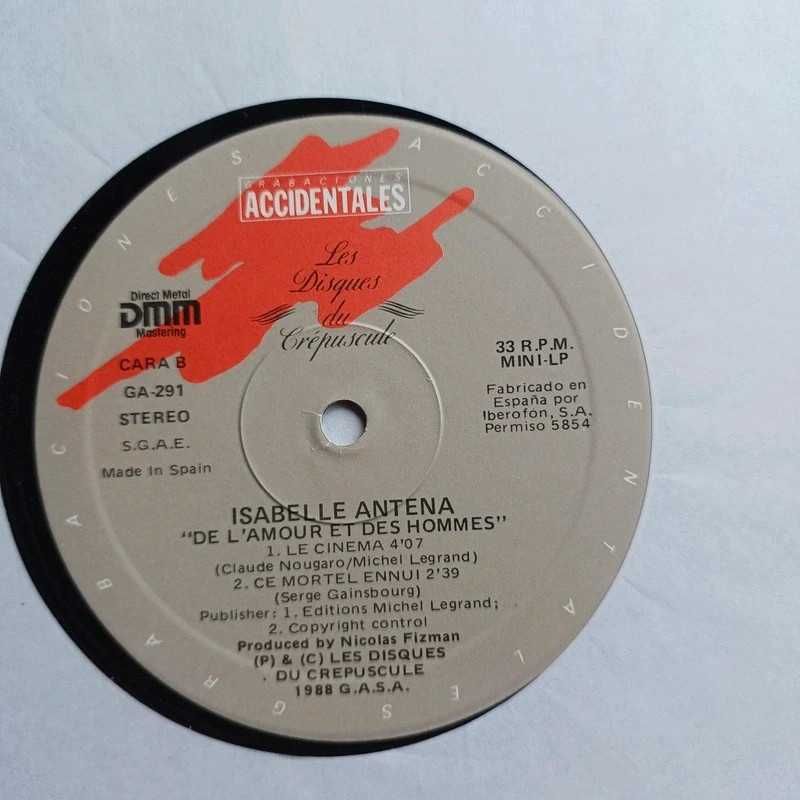 GRABACIONES ACCIDENTALES
GRABACIONES
ACCIDENTALES
Les
Disques
du
Crépuscule
Direct Metal
DMM
Mastering
CARA B
GA-291
STEREO
S.G.A.E.
Made In Spain
33 R.P.M.
MINI-LP
Fabricado en
España por
Iberofón, S.A.
Permiso 5854
ISABELLE ANTENA
"DE L'AMOUR ET DES HOMMES"
1. LE CINEMA 4'07
(Claude Nougaro/Michel Legrand)
2. CE MORTEL ENNUI 2'39
(Serge Gainsbourg)
Publisher: 1. Editions Michel Legrand;
2. Copyright control
Produced by Nicolas Fizman
(P) & (C) LES DISQUES
DU CREPUSCULE
1988 G.A.S.A.